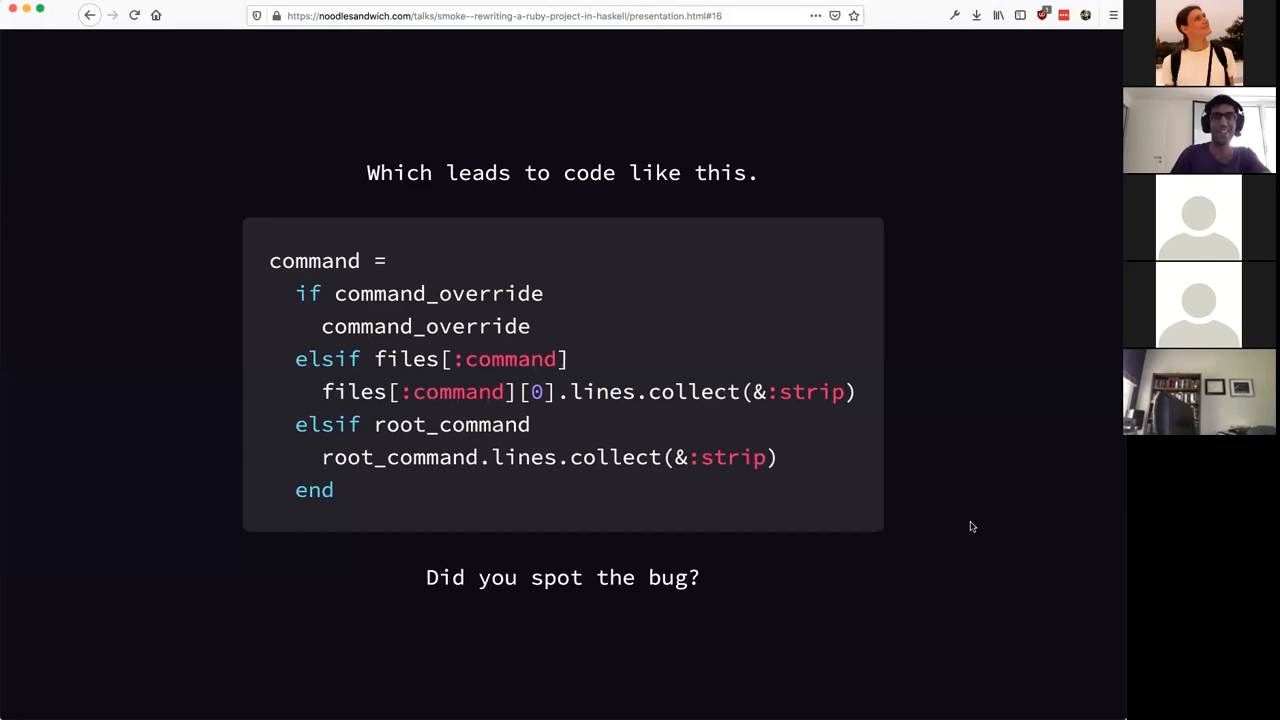 https://noodlesandwich.com/talks/smoke--rewriting-a-ruby-project-in-haskell/presentation.html#16
1
Which leads to code like this.
command =
  if command_override
    command_override
  elsif files[:command]
    files[:command][0].lines.collect(&:strip)
  elsif root_command
    root_command.lines.collect(&:strip)
  end
Did you spot the bug?